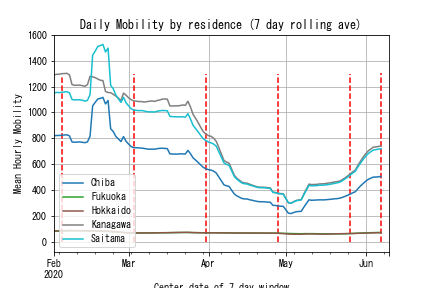 Daily Mobility by residence (7 day rolling ave)
1600
1400
1200
1000
800
600
400
200
0
Mean Hourly Mobility
Chiba
Fukuoka
Hokkaido
Kanagawa
Saitama
Feb
2020
Mar
Apr
May
Jun
Center date of 7 day window